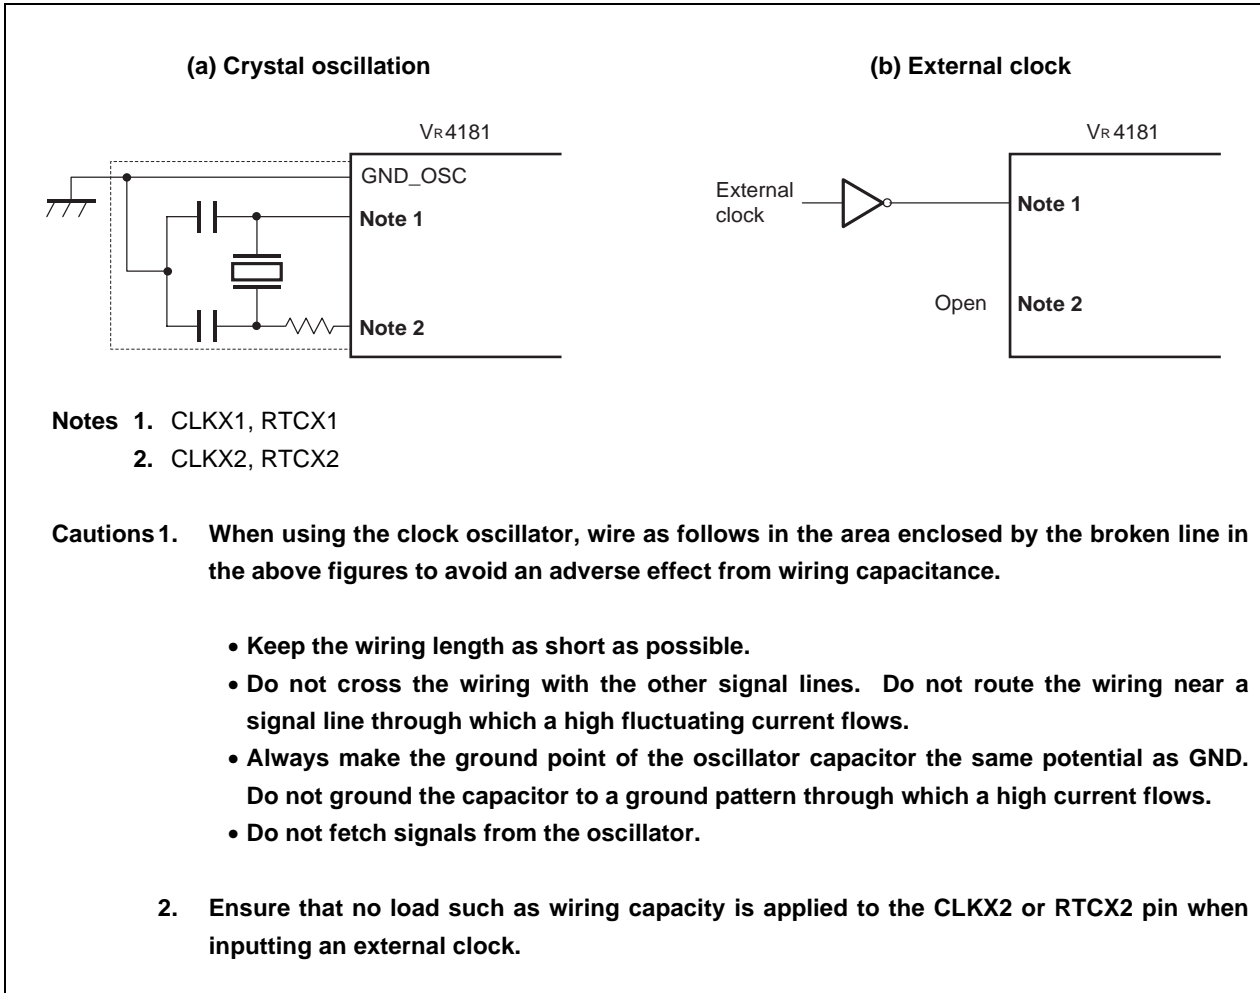 (a) Crystal oscillation
(b) External clock
VR4181
GND_OSC
Note 1
Note 2
VR4181
External
clock
Note 1
Open
Note 2
Notes 1. CLKX1, RTCX1
2. CLKX2, RTCX2
Cautions 1. When using the clock oscillator, wire as follows in the area enclosed by the broken line in
the above figures to avoid an adverse effect from wiring capacitance.
• Keep the wiring length as short as possible.
• Do not cross the wiring with the other signal lines. Do not route the wiring near a
signal line through which a high fluctuating current flows.
• Always make the ground point of the oscillator capacitor the same potential as GND.
Do not ground the capacitor to a ground pattern through which a high current flows.
• Do not fetch signals from the oscillator.
2. Ensure that no load such as wiring capacity is applied to the CLKX2 or RTCX2 pin when
inputting an external clock.